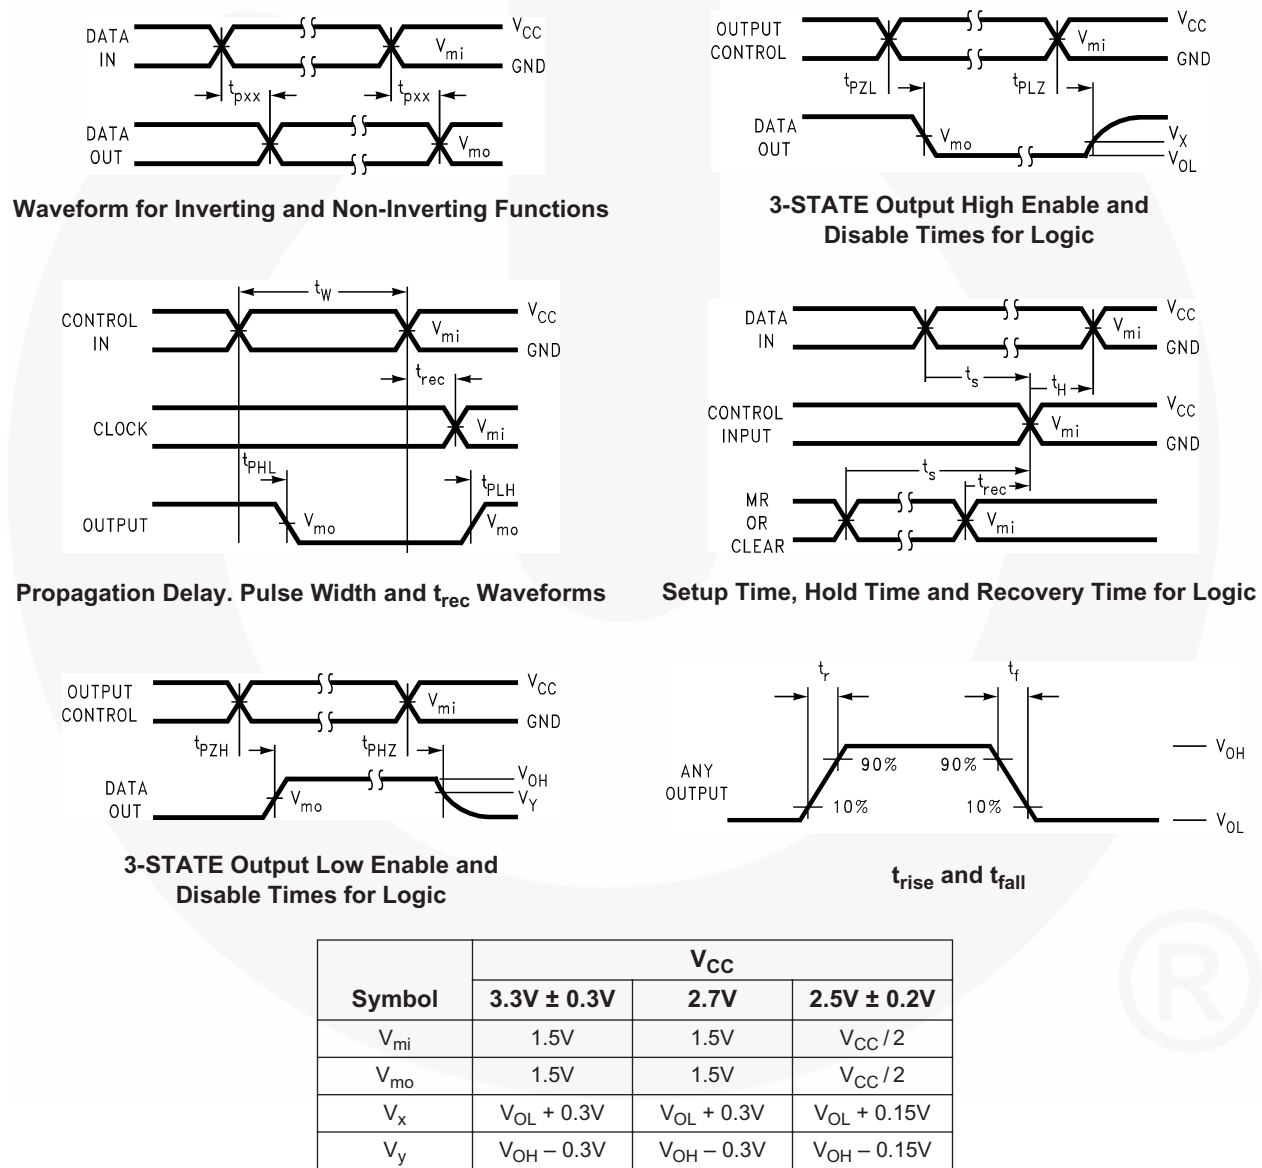 DATA
IN
V_CC
V_mi
GND
t_pxx
t_pxx
DATA
OUT
V_mo
Waveform for Inverting and Non-Inverting Functions
OUTPUT
CONTROL
V_CC
V_mi
GND
t_PZL
t_PLZ
DATA
OUT
V_mo
V_X
V_OL
3-STATE Output High Enable and
Disable Times for Logic
t_W
CONTROL
IN
V_CC
V_mi
GND
t_rec
CLOCK
V_mi
t_PHL
t_PLH
OUTPUT
V_mo
V_mo
Propagation Delay. Pulse Width and t_rec Waveforms
DATA
IN
V_CC
V_mi
GND
t_s
t_H
CONTROL
INPUT
V_CC
V_mi
GND
t_s
t_rec
MR
OR
CLEAR
V_mi
Setup Time, Hold Time and Recovery Time for Logic
OUTPUT
CONTROL
V_CC
V_mi
GND
t_PZH
t_PHZ
DATA
OUT
V_mo
V_OH
V_Y
3-STATE Output Low Enable and
Disable Times for Logic
t_r
t_f
ANY
OUTPUT
90%
90%
10%
10%
V_OH
V_OL
t_rise and t_fall
V_CC
Symbol 3.3V ± 0.3V 2.7V 2.5V ± 0.2V
V_mi 1.5V 1.5V V_CC / 2
V_mo 1.5V 1.5V V_CC / 2
V_x V_OL + 0.3V V_OL + 0.3V V_OL + 0.15V
V_y V_OH – 0.3V V_OH – 0.3V V_OH – 0.15V
®